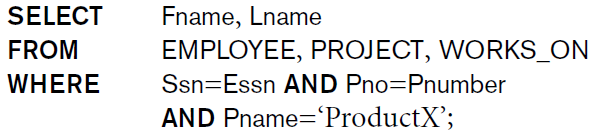 SELECT Fname, Lname
FROM EMPLOYEE, PROJECT, WORKS_ON
WHERE Ssn=Essn AND Pno=Pnumber
AND Pname=‘ProductX’;